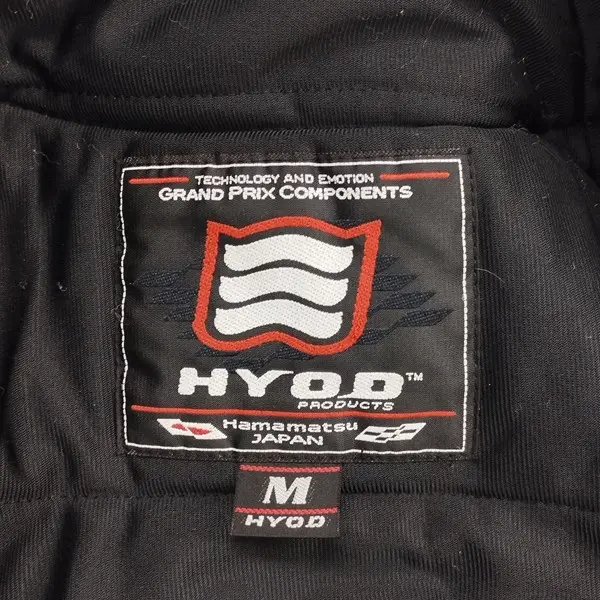 TECHNOLOGY AND EMOTION
GRAND PRIX COMPONENTS
HYOD™
PRODUCTS
Hamamatsu
JAPAN
M
HYOD